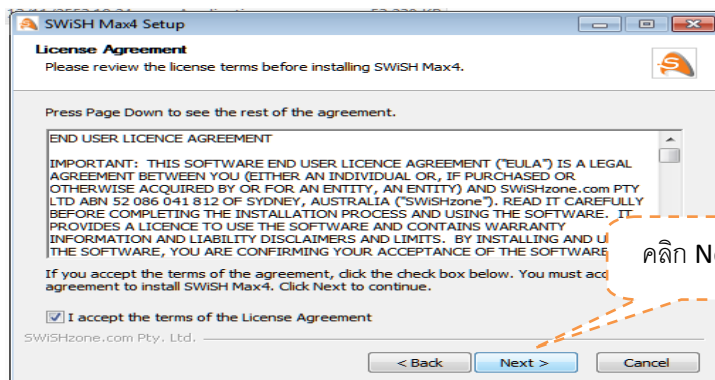 SWiSH Max4 Setup
License Agreement
Please review the license terms before installing SWiSH Max4.
Press Page Down to see the rest of the agreement.
END USER LICENCE AGREEMENT
IMPORTANT: THIS SOFTWARE END USER LICENCE AGREEMENT ("EULA") IS A LEGAL
AGREEMENT BETWEEN YOU (EITHER AN INDIVIDUAL OR, IF PURCHASED OR
OTHERWISE ACQUIRED BY OR FOR AN ENTITY, AN ENTITY) AND SWiSHzone.com PTY
LTD ABN 52 086 041 812 OF SYDNEY, AUSTRALIA ("SWiSHzone"). READ IT CAREFULLY
BEFORE COMPLETING THE INSTALLATION PROCESS AND USING THE SOFTWARE. IT
PROVIDES A LICENCE TO USE THE SOFTWARE AND CONTAINS WARRANTY
INFORMATION AND LIABILITY DISCLAIMERS AND LIMITS. BY INSTALLING AND
THE SOFTWARE, YOU ARE CONFIRMING YOUR ACCEPTANCE OF THE SOFTWARE
คลิก
If you accept the terms of the agreement, click the check box below. You must
agreement to install SWiSH Max4. Click Next to continue.
I accept the terms of the License Agreement
SWiSHzone.com Pty. Ltd.
< Back
Next >
Cancel